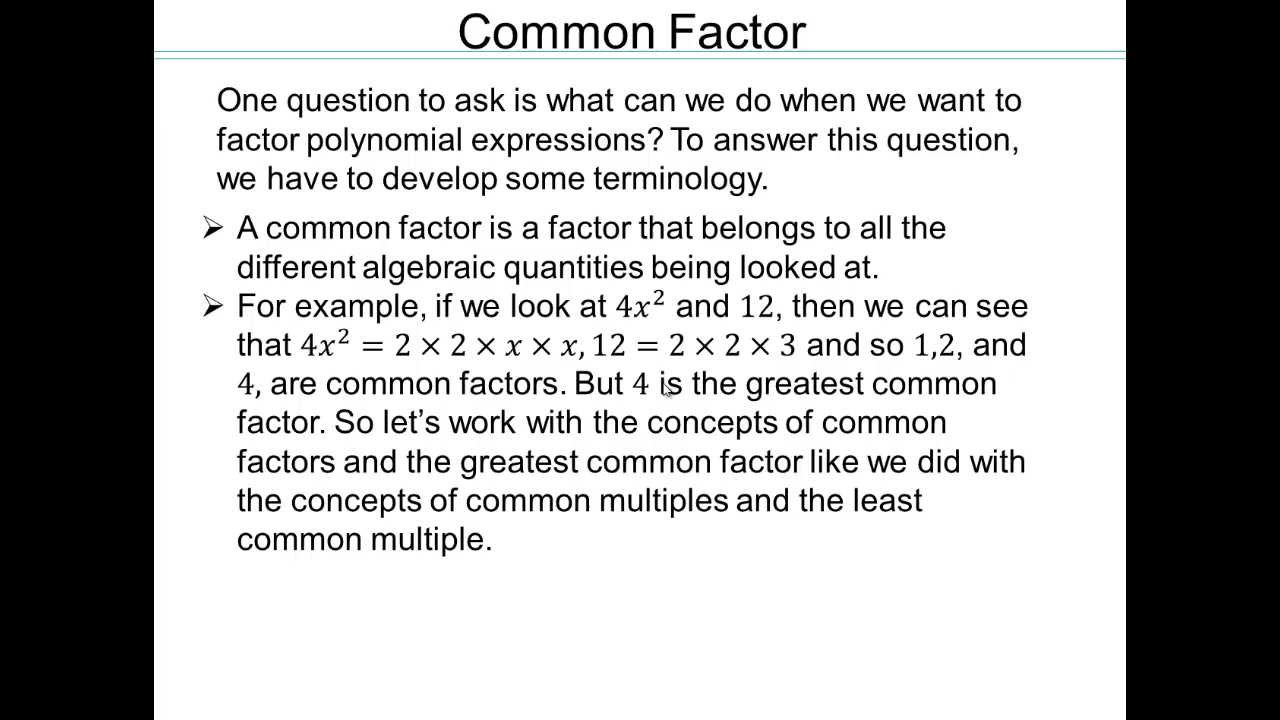 Common Factor
One question to ask is what can we do when we want to
factor polynomial expressions? To answer this question,
we have to develop some terminology.
➢ A common factor is a factor that belongs to all the
different algebraic quantities being looked at.
➢ For example, if we look at 4𝑥² and 12, then we can see
that 4𝑥² = 2 × 2 × 𝑥 × 𝑥, 12 = 2 × 2 × 3 and so 1,2, and
4, are common factors. But 4 is the greatest common
factor. So let’s work with the concepts of common
factors and the greatest common factor like we did with
the concepts of common multiples and the least
common multiple.